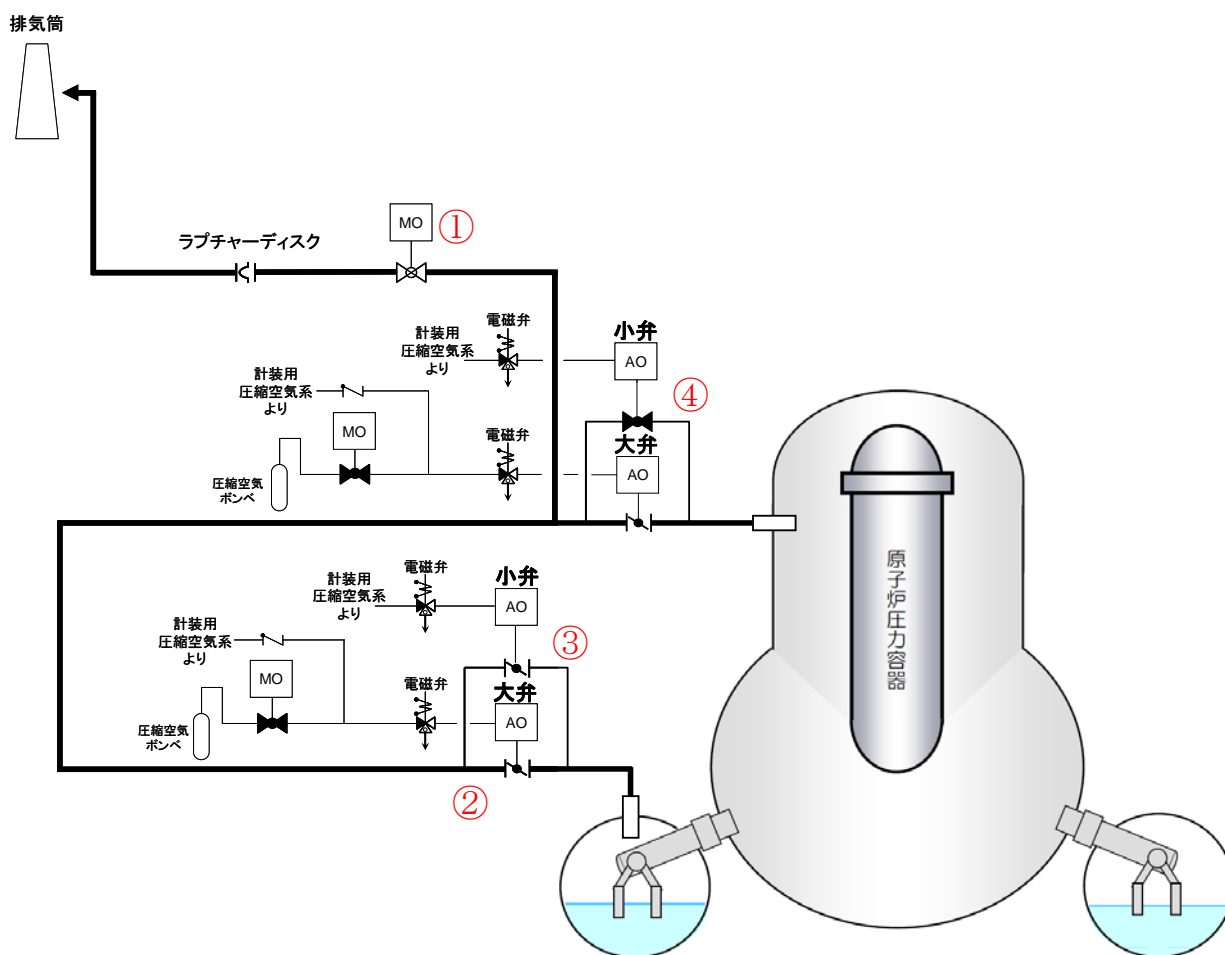 排気筒
MO
①
ラプチャーディスク
電磁弁
小弁
計装用
圧縮空気系
より
AO
計装用
圧縮空気系
より
④
MO
電磁弁
大弁
AO
圧縮空気
ボンベ
原子炉圧力容器
電磁弁
小弁
計装用
圧縮空気系
より
AO
計装用
圧縮空気系
より
③
MO
電磁弁
大弁
AO
圧縮空気
ボンベ
②